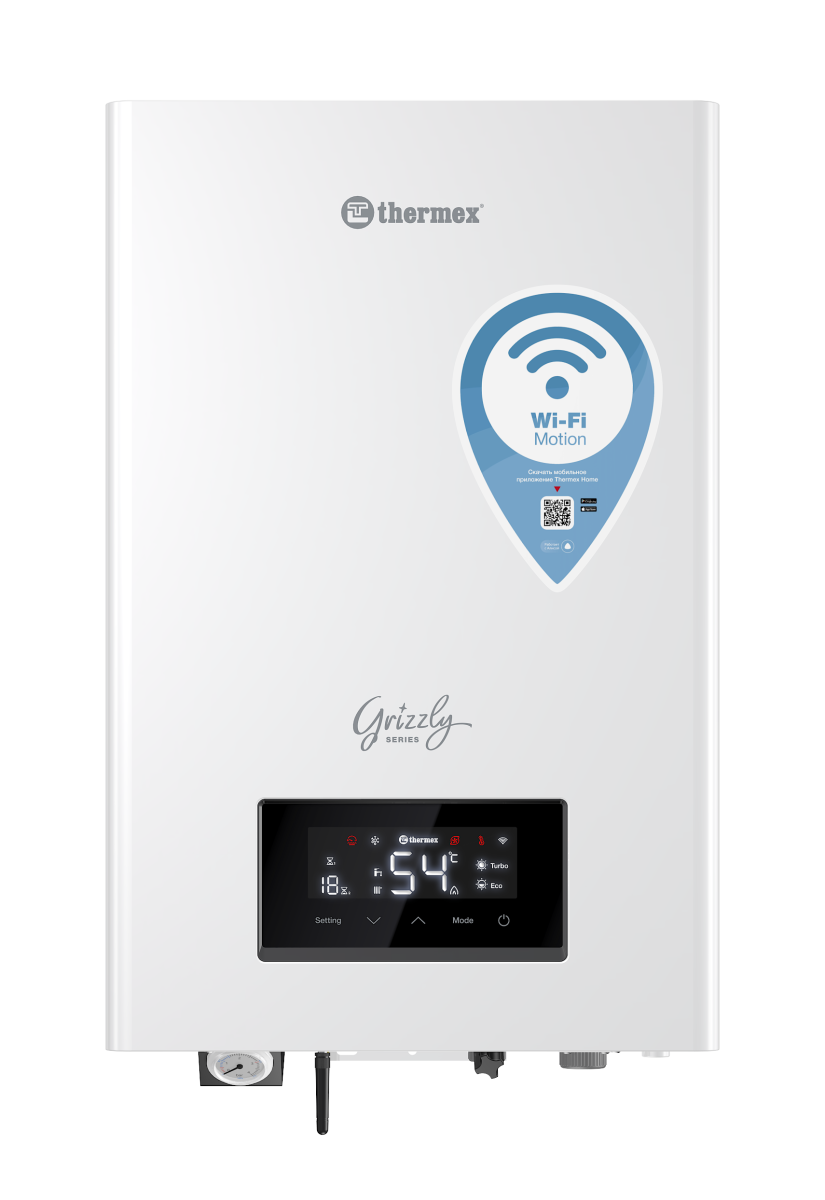 thermex
Wi-Fi
Motion
Скачать мобильное
приложение Thermex Home
Grizzly
SERIES
thermex
54 °C
Turbo
18
Eco
Setting
Mode